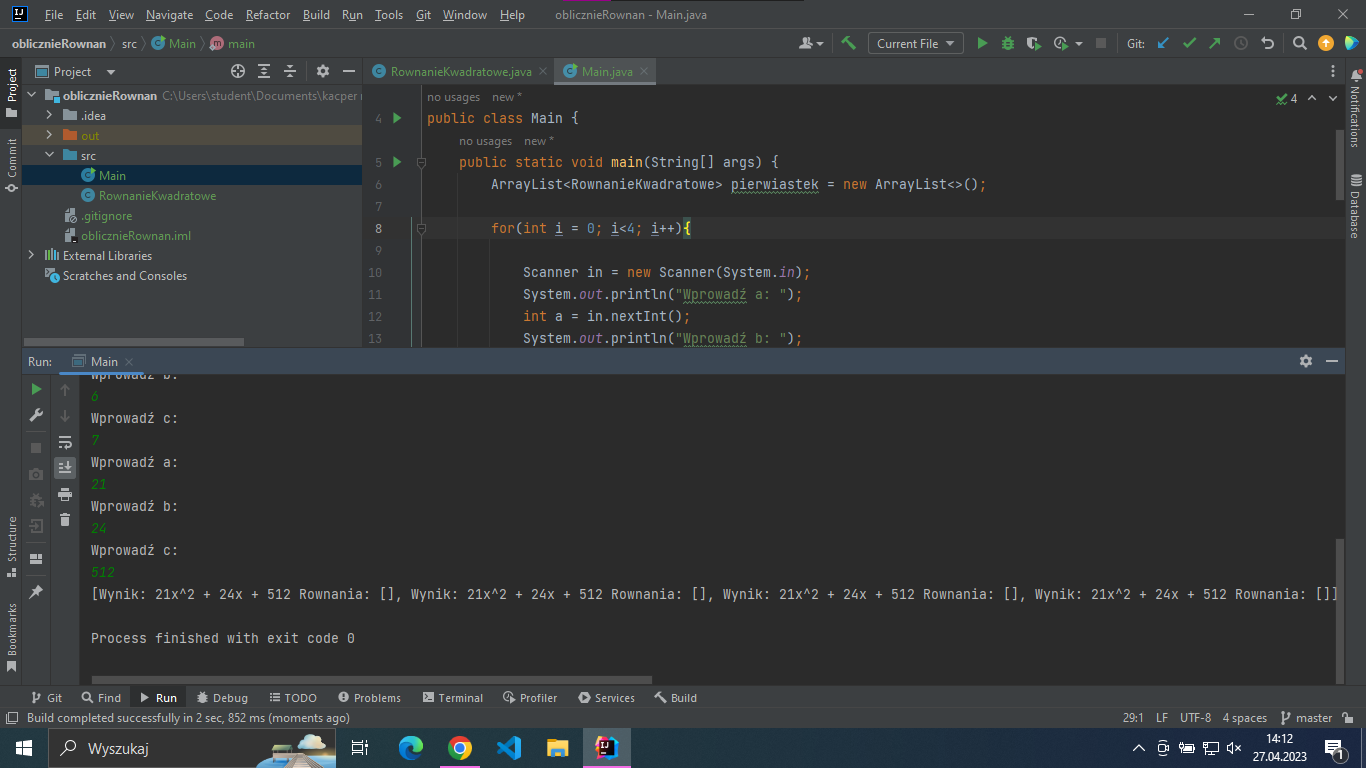 File Edit View Navigate Code Refactor Build Run Tools Git Window Help oblicznieRownan - Main.java
oblicznieRownan src Main main Current File Git:
Project
RownanieKwadratowe.java Main.java
oblicznieRownan C:\Users\student\Documents\kacper
.idea
out
src
Main
RownanieKwadratowe
.gitignore
oblicznieRownan.iml
External Libraries
Scratches and Consoles
Project
Commit
Structure
Bookmarks
Notifications
Database
no usages new *
4
4 public class Main {
no usages new *
5 public static void main(String[] args) {
6 ArrayList<RownanieKwadratowe> pierwiastek = new ArrayList<>();
7
8 for(int i = 0; i<4; i++){
9
10 Scanner in = new Scanner(System.in);
11 System.out.println("Wprowadź a: ");
12 int a = in.nextInt();
13 System.out.println("Wprowadź b: ");
Run: Main
Wprowadź b:
6
Wprowadź c:
7
Wprowadź a:
21
Wprowadź b:
24
Wprowadź c:
512
[Wynik: 21x^2 + 24x + 512 Rownania: [], Wynik: 21x^2 + 24x + 512 Rownania: [], Wynik: 21x^2 + 24x + 512 Rownania: [], Wynik: 21x^2 + 24x + 512 Rownania: []]
Process finished with exit code 0
Git Find Run Debug TODO Problems Terminal Profiler Services Build
Build completed successfully in 2 sec, 852 ms (moments ago) 29:1 LF UTF-8 4 spaces master
Wyszukaj
14:12
27.04.2023
1